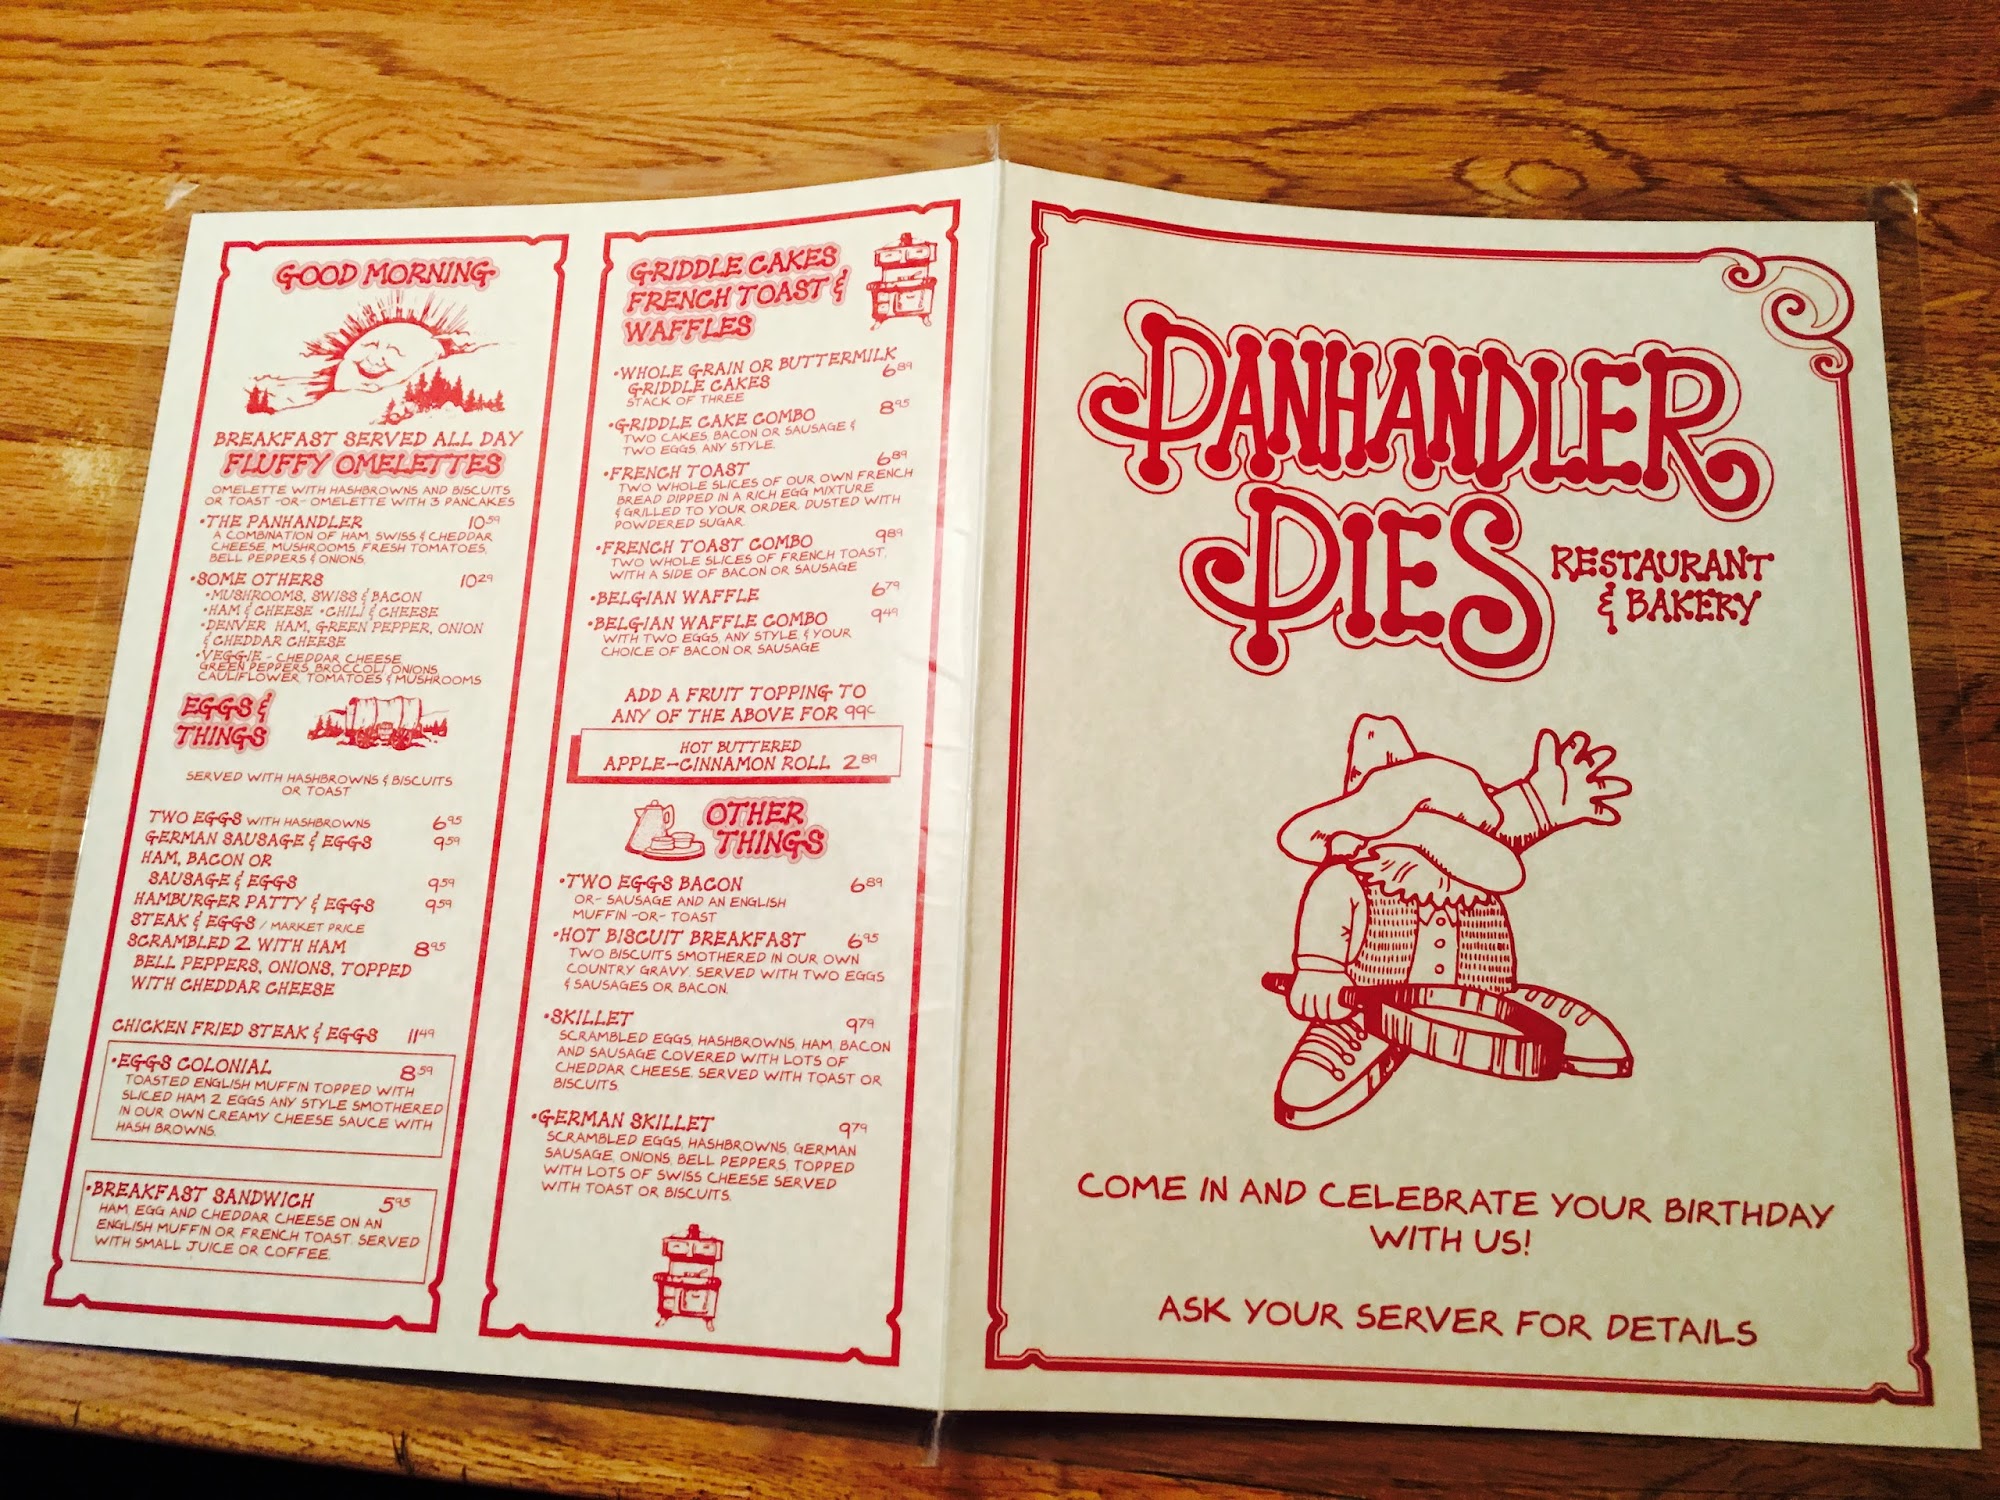 GOOD MORNING
BREAKFAST SERVED ALL DAY
FLUFFY OMELETTES
OMELETTE WITH HASHBROWNS AND BISCUITS
OR TOAST -OR- OMELETTE WITH 3 PANCAKES
•THE PANHANDLER 10.59
A COMBINATION OF HAM, SWISS & CHEDDAR
CHEESE, MUSHROOMS, FRESH TOMATOES,
BELL PEPPERS & ONIONS.
•SOME OTHERS 10.29
•MUSHROOMS, SWISS & BACON
•HAM & CHEESE •CHILI & CHEESE
•DENVER HAM, GREEN PEPPER, ONION
& CHEDDAR CHEESE
•VEGGIE - CHEDDAR CHEESE
GREEN PEPPERS, BROCCOLI, ONIONS
CAULIFLOWER, TOMATOES & MUSHROOMS
EGGS &
THINGS
SERVED WITH HASHBROWNS & BISCUITS
OR TOAST
TWO EGGS WITH HASHBROWNS 6.95
GERMAN SAUSAGE & EGGS 9.59
HAM, BACON OR
SAUSAGE & EGGS 9.59
HAMBURGER PATTY & EGGS 9.59
STEAK & EGGS / MARKET PRICE
SCRAMBLED 2 WITH HAM 8.95
BELL PEPPERS, ONIONS, TOPPED
WITH CHEDDAR CHEESE
CHICKEN FRIED STEAK & EGGS 11.49
•EGGS COLONIAL 8.59
TOASTED ENGLISH MUFFIN TOPPED WITH
SLICED HAM 2 EGGS ANY STYLE SMOTHERED
IN OUR OWN CREAMY CHEESE SAUCE WITH
HASH BROWNS.
•BREAKFAST SANDWICH 5.95
HAM, EGG AND CHEDDAR CHEESE ON AN
ENGLISH MUFFIN OR FRENCH TOAST. SERVED
WITH SMALL JUICE OR COFFEE.
GRIDDLE CAKES
FRENCH TOAST &
WAFFLES
•WHOLE GRAIN OR BUTTERMILK
GRIDDLE CAKES 6.89
STACK OF THREE
•GRIDDLE CAKE COMBO 8.95
TWO CAKES, BACON OR SAUSAGE &
TWO EGGS, ANY STYLE.
•FRENCH TOAST 6.89
TWO WHOLE SLICES OF OUR OWN FRENCH
BREAD DIPPED IN A RICH EGG MIXTURE
& GRILLED TO YOUR ORDER. DUSTED WITH
POWDERED SUGAR.
•FRENCH TOAST COMBO 9.89
TWO WHOLE SLICES OF FRENCH TOAST,
WITH A SIDE OF BACON OR SAUSAGE
•BELGIAN WAFFLE 6.79
•BELGIAN WAFFLE COMBO 9.49
WITH TWO EGGS, ANY STYLE, & YOUR
CHOICE OF BACON OR SAUSAGE
ADD A FRUIT TOPPING TO
ANY OF THE ABOVE FOR 99¢
HOT BUTTERED
APPLE-CINNAMON ROLL 2.89
OTHER
THINGS
•TWO EGGS BACON 6.89
OR- SAUSAGE AND AN ENGLISH
MUFFIN -OR- TOAST
•HOT BISCUIT BREAKFAST 6.95
TWO BISCUITS SMOTHERED IN OUR OWN
COUNTRY GRAVY. SERVED WITH TWO EGGS
& SAUSAGES OR BACON.
•SKILLET 9.79
SCRAMBLED EGGS, HASHBROWNS, HAM, BACON
AND SAUSAGE COVERED WITH LOTS OF
CHEDDAR CHEESE. SERVED WITH TOAST OR
BISCUITS.
•GERMAN SKILLET 9.79
SCRAMBLED EGGS, HASHBROWNS, GERMAN
SAUSAGE, ONIONS, BELL PEPPERS, TOPPED
WITH LOTS OF SWISS CHEESE SERVED
WITH TOAST OR BISCUITS.
PANHANDLER
PIES
RESTAURANT
& BAKERY
COME IN AND CELEBRATE YOUR BIRTHDAY
WITH US!
ASK YOUR SERVER FOR DETAILS